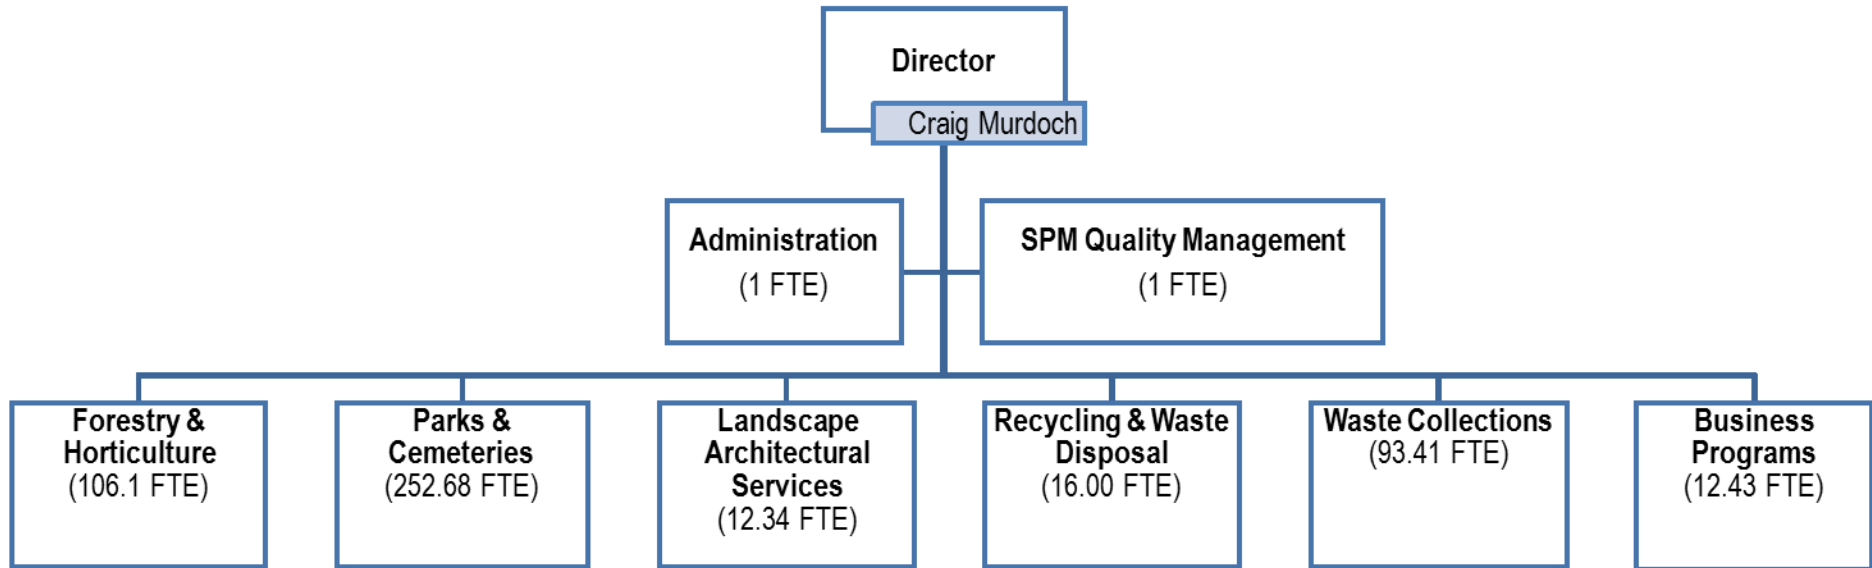 Director
Craig Murdoch
Administration
(1 FTE)
SPM Quality Management
(1 FTE)
Forestry &
Horticulture
(106.1 FTE)
Parks &
Cemeteries
(252.68 FTE)
Landscape
Architectural
Services
(12.34 FTE)
Recycling & Waste
Disposal
(16.00 FTE)
Waste Collections
(93.41 FTE)
Business
Programs
(12.43 FTE)